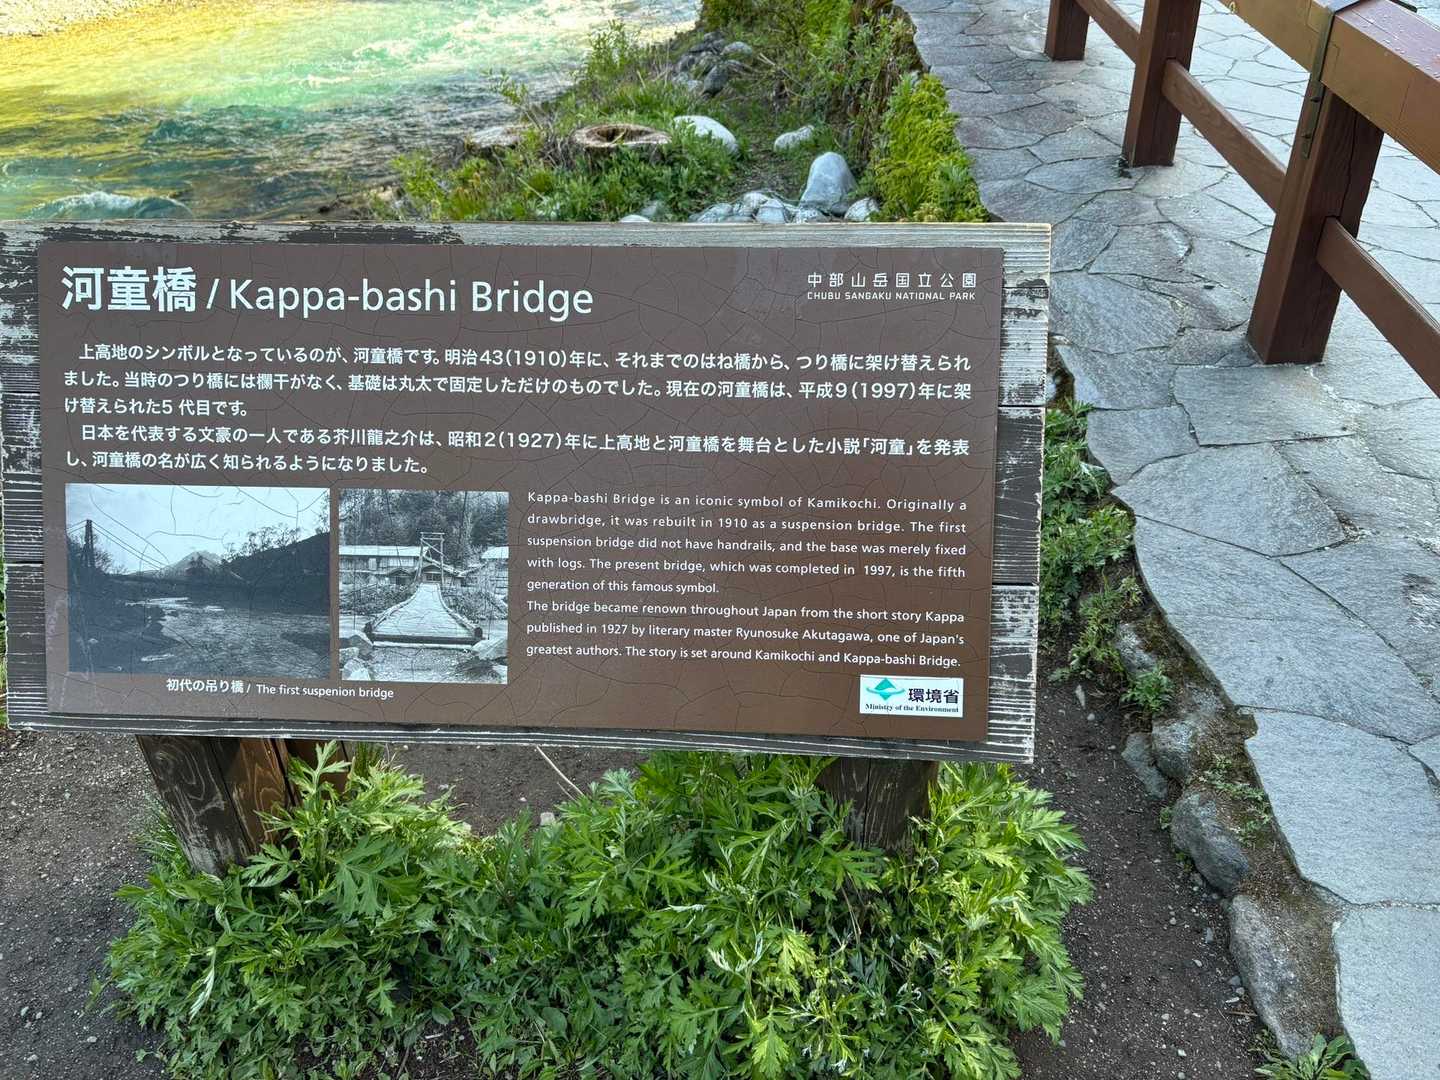 河童橋 / Kappa-bashi Bridge
中部山岳国立公園
CHUBU SANGAKU NATIONAL PARK
上高地のシンボルとなっているのが、河童橋です。明治43(1910)年に、それまでのはね橋から、つり橋に架け替えられ
ました。当時のつり橋には欄干がなく、基礎は丸太で固定しただけのものでした。現在の河童橋は、平成9(1997)年に架
け替えられた5代目です。
日本を代表する文豪の一人である芥川龍之介は、昭和2(1927)年に上高地と河童橋を舞台とした小説「河童」を発表
し、河童橋の名が広く知られるようになりました。
Kappa-bashi Bridge is an iconic symbol of Kamikochi. Originally a
drawbridge, it was rebuilt in 1910 as a suspension bridge. The first
suspension bridge did not have handrails, and the base was merely fixed
with logs. The present bridge, which was completed in 1997, is the fifth
generation of this famous symbol.
The bridge became renown throughout Japan from the short story Kappa
published in 1927 by literary master Ryunosuke Akutagawa, one of Japan's
greatest authors. The story is set around Kamikochi and Kappa-bashi Bridge.
初代の吊り橋 / The first suspenion bridge
環境省
Ministry of the Environment